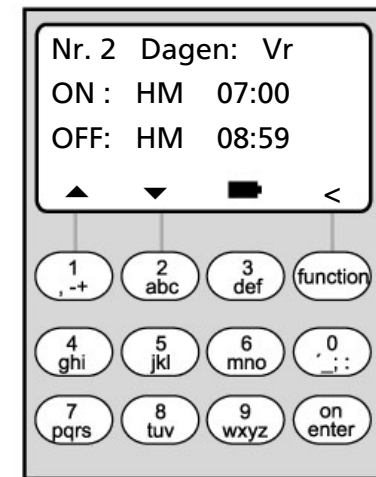 Nr. 2 Dagen: Vr
ON : HM 07:00
OFF: HM 08:59
<
1 2 3 function
, -+ abc def
4 5 6 0
ghi jkl mno ´_; :
7 8 9 on
pqrs tuv wxyz enter